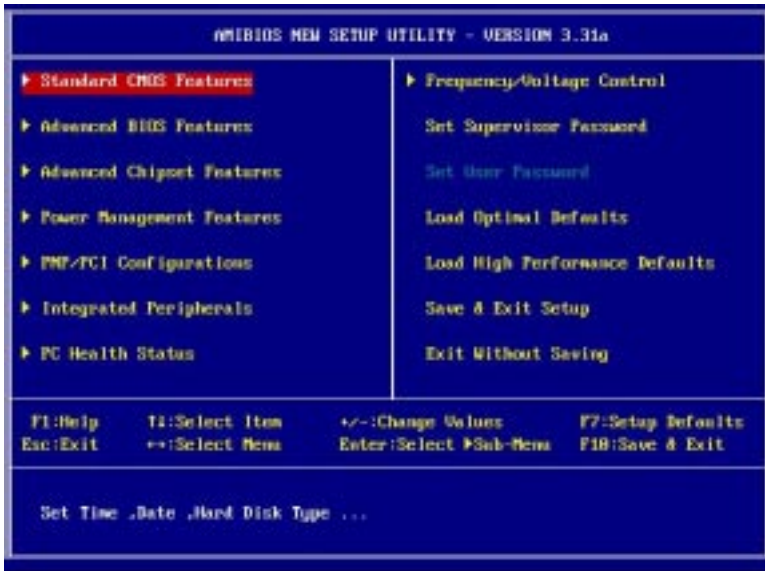 AMIBIOS NEW SETUP UTILITY - VERSION 3.31a
▶ Standard CMOS Features
▶ Advanced BIOS Features
▶ Advanced Chipset Features
▶ Power Management Features
▶ PNP/PCI Configurations
▶ Integrated Peripherals
▶ PC Health Status
▶ Frequency/Voltage Control
Set Supervisor Password
Set User Password
Load Optimal Defaults
Load High Performance Defaults
Save & Exit Setup
Exit Without Saving
F1:Help ↑↓:Select Item +/-:Change Values F7:Setup Defaults
Esc:Exit ←→:Select Menu Enter:Select ▶Sub-Menu F10:Save & Exit
Set Time ,Date ,Hard Disk Type ...